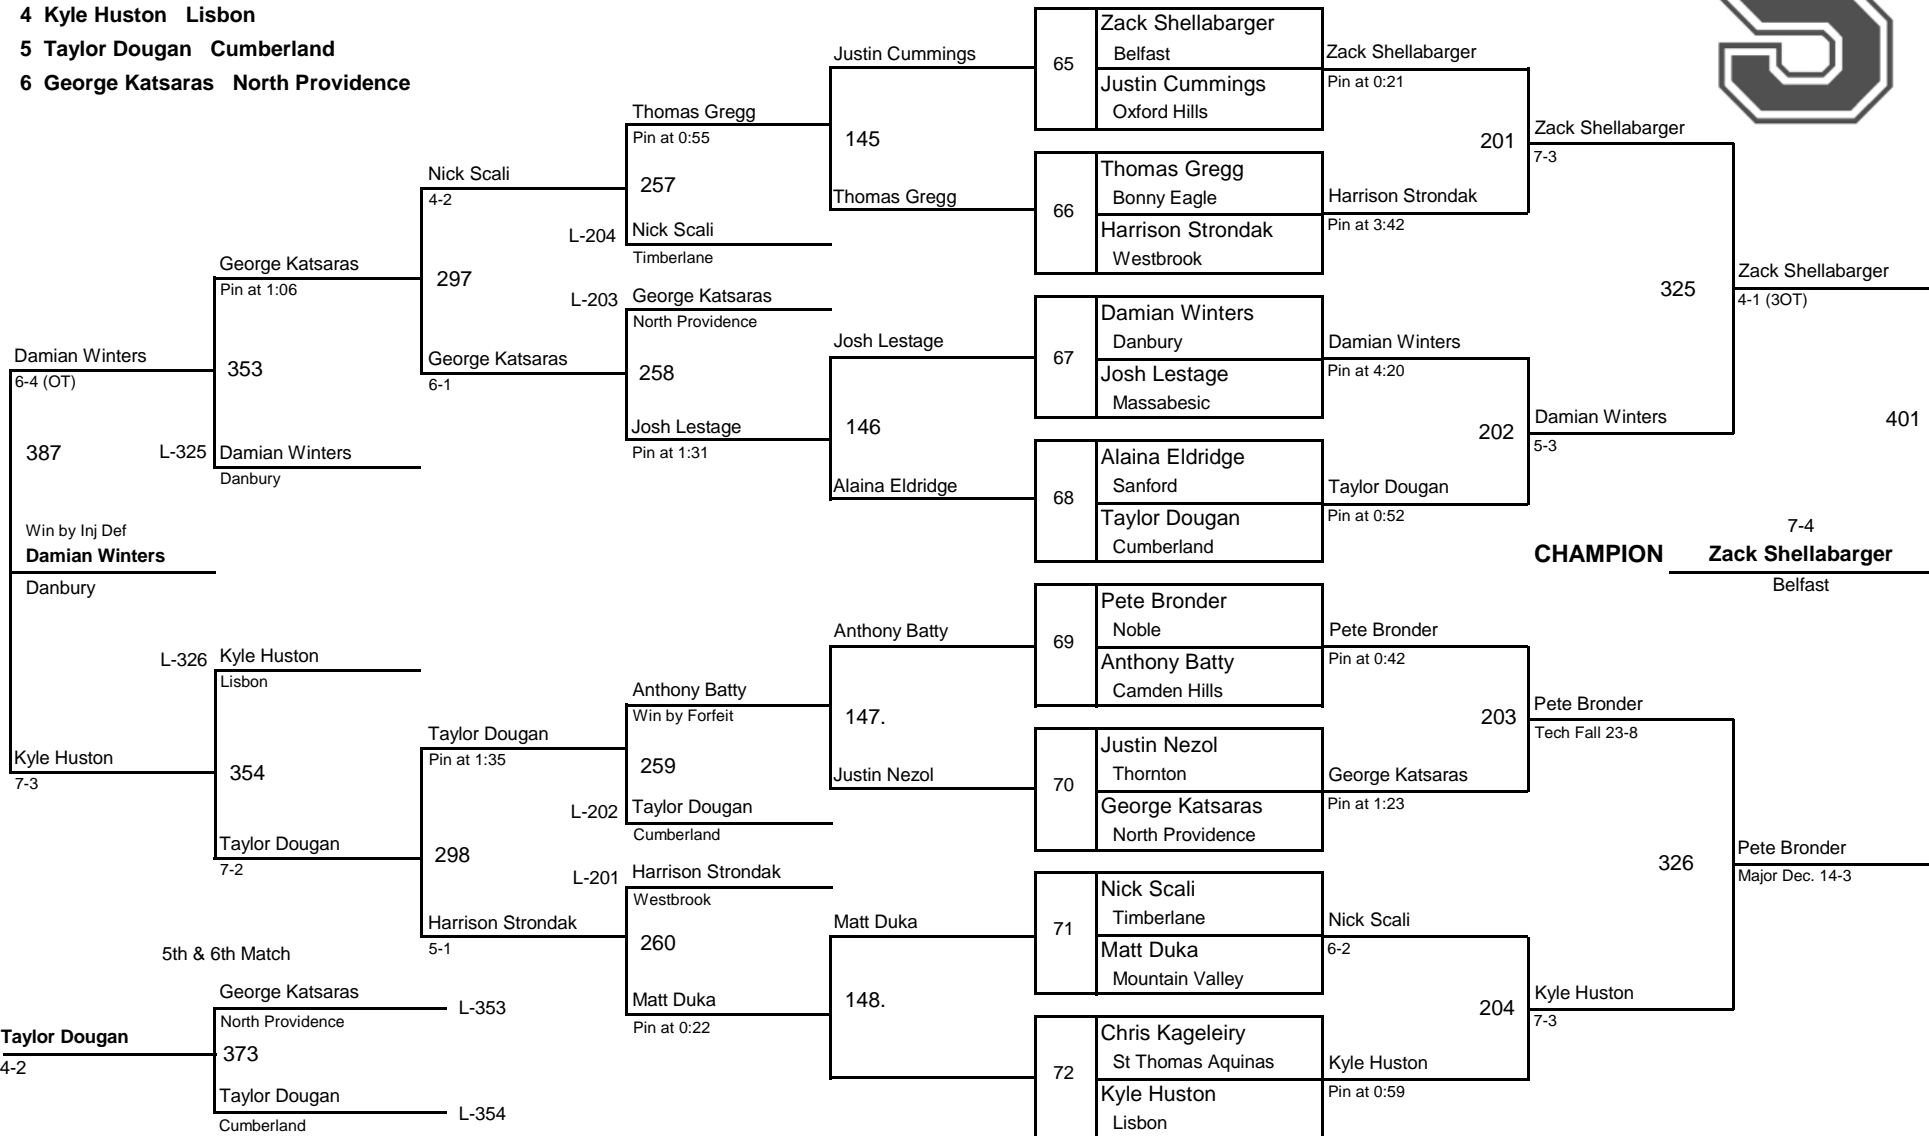 4 Kyle Huston Lisbon
5 Taylor Dougan Cumberland
6 George Katsaras North Providence
Damian Winters
6-4 (OT)
387
Win by Inj Def
Damian Winters
Danbury
Kyle Huston
7-3
George Katsaras
Pin at 1:06
353
L-325 Damian Winters
Danbury
L-326 Kyle Huston
Lisbon
354
Taylor Dougan
7-2
5th & 6th Match
George Katsaras
L-353
North Providence
Taylor Dougan
373
4-2
Taylor Dougan
L-354
Cumberland
Nick Scali
4-2
297
George Katsaras
6-1
Taylor Dougan
Pin at 1:35
298
Harrison Strondak
5-1
Thomas Gregg
Pin at 0:55
257
L-204 Nick Scali
Timberlane
L-203 George Katsaras
North Providence
258
Josh Lestage
Pin at 1:31
Anthony Batty
Win by Forfeit
259
L-202 Taylor Dougan
Cumberland
L-201 Harrison Strondak
Westbrook
260
Matt Duka
Pin at 0:22
Justin Cummings
145
Thomas Gregg
Josh Lestage
146
Alaina Eldridge
Anthony Batty
147.
Justin Nezol
Matt Duka
148.
Zack Shellabarger
65 Belfast
Justin Cummings
Oxford Hills
Thomas Gregg
66 Bonny Eagle
Harrison Strondak
Westbrook
Damian Winters
67 Danbury
Josh Lestage
Massabesic
Alaina Eldridge
68 Sanford
Taylor Dougan
Cumberland
Pete Bronder
69 Noble
Anthony Batty
Camden Hills
Justin Nezol
70 Thornton
George Katsaras
North Providence
Nick Scali
71 Timberlane
Matt Duka
Mountain Valley
Chris Kageleiry
72 St Thomas Aquinas
Kyle Huston
Lisbon
Zack Shellabarger
Pin at 0:21
201
Harrison Strondak
Pin at 3:42
Damian Winters
Pin at 4:20
202
Taylor Dougan
Pin at 0:52
Pete Bronder
Pin at 0:42
203
George Katsaras
Pin at 1:23
Nick Scali
6-2
204
Kyle Huston
Pin at 0:59
Zack Shellabarger
7-3
325
Damian Winters
5-3
Pete Bronder
Tech Fall 23-8
326
Kyle Huston
7-3
Zack Shellabarger
4-1 (3OT)
401
7-4
CHAMPION Zack Shellabarger
Belfast
Pete Bronder
Major Dec. 14-3